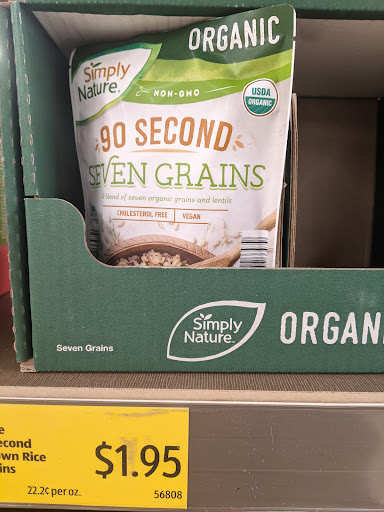 ORGANIC
Simply
Nature®
NON-GMO
USDA
ORGANIC
90 SECOND
SEVEN GRAINS
a blend of seven organic grains and lentils
CHOLESTEROL FREE | VEGAN
Simply
Nature®
ORGANI
Seven Grains
e
econd
own Rice
ins
$1.95
22.2¢ per oz.
56808